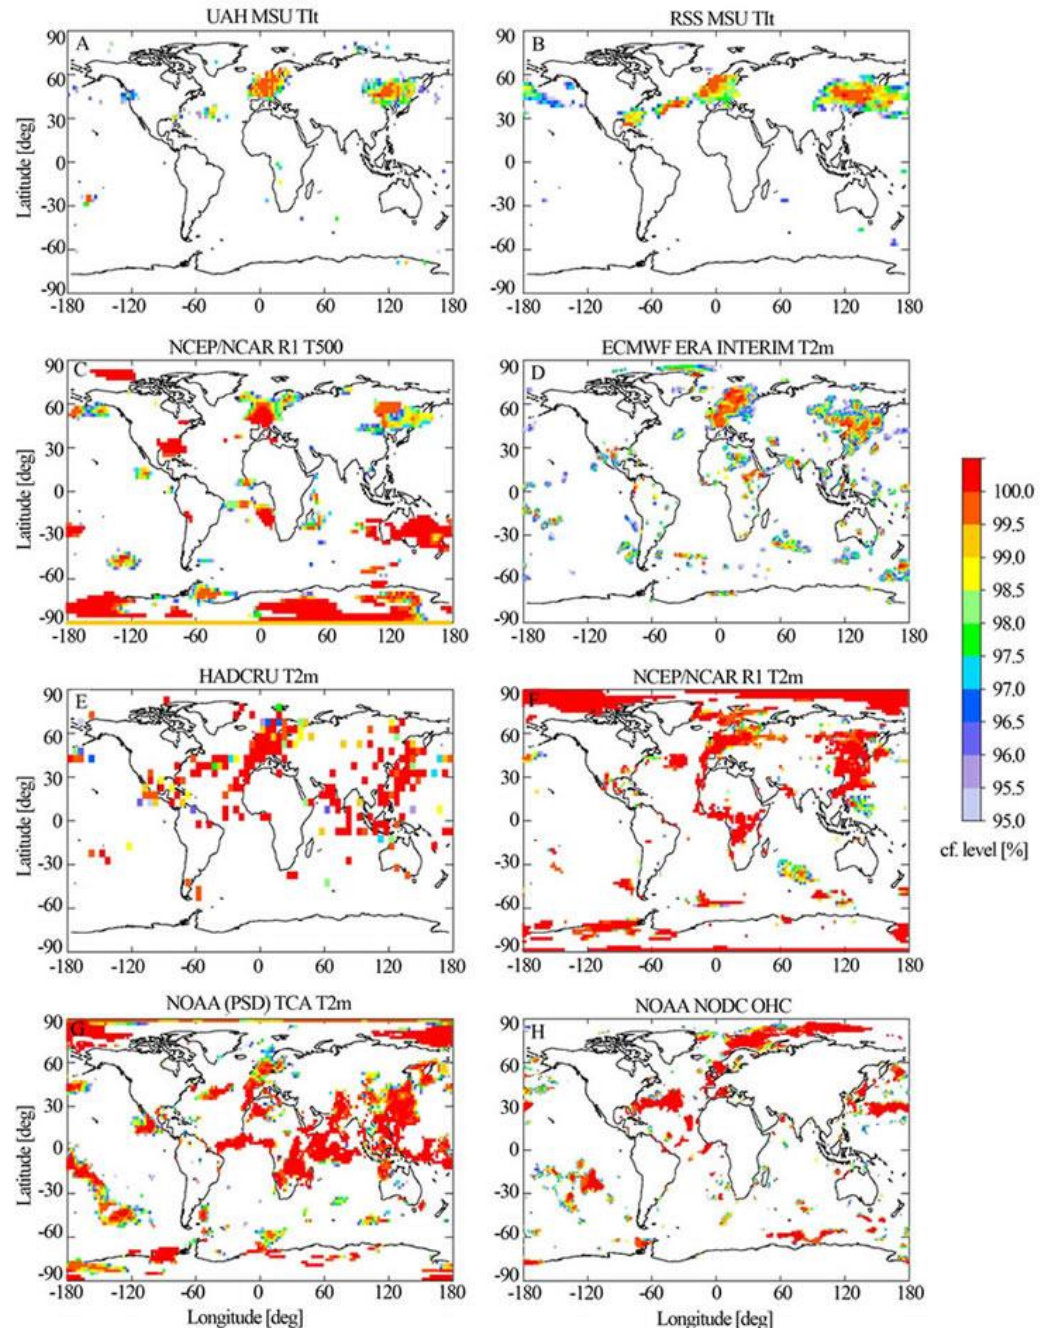 UAH MSU Tlt
RSS MSU Tlt
A
B
90
60
30
0
-30
-60
-90
Latitude [deg]
-180 -120 -60 0 60 120 180
90
60
30
0
-30
-60
-90
-180 -120 -60 0 60 120 180
NCEP/NCAR R1 T500
ECMWF ERA INTERIM T2m
C
D
90
60
30
0
-30
-60
-90
Latitude [deg]
-180 -120 -60 0 60 120 180
90
60
30
0
-30
-60
-90
-180 -120 -60 0 60 120 180
100.0
99.5
99.0
98.5
98.0
97.5
97.0
96.5
96.0
95.5
95.0
cf. level [%]
HADCRU T2m
NCEP/NCAR R1 T2m
E
F
90
60
30
0
-30
-60
-90
Latitude [deg]
-180 -120 -60 0 60 120 180
90
60
30
0
-30
-60
-90
-180 -120 -60 0 60 120 180
NOAA (PSD) TCA T2m
NOAA NODC OHC
G
H
90
60
30
0
-30
-60
-90
Latitude [deg]
-180 -120 -60 0 60 120 180
Longitude [deg]
90
60
30
0
-30
-60
-90
-180 -120 -60 0 60 120 180
Longitude [deg]